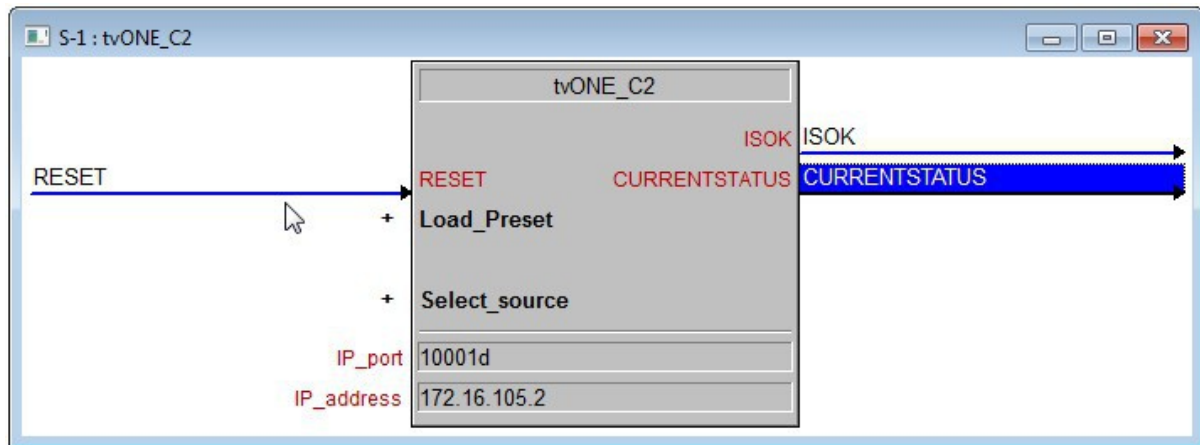 S-1 : tvONE_C2
tvONE_C2
ISOK ISOK
RESET RESET CURRENTSTATUS CURRENTSTATUS
+ Load_Preset
+ Select_source
IP_port 10001d
IP_address 172.16.105.2